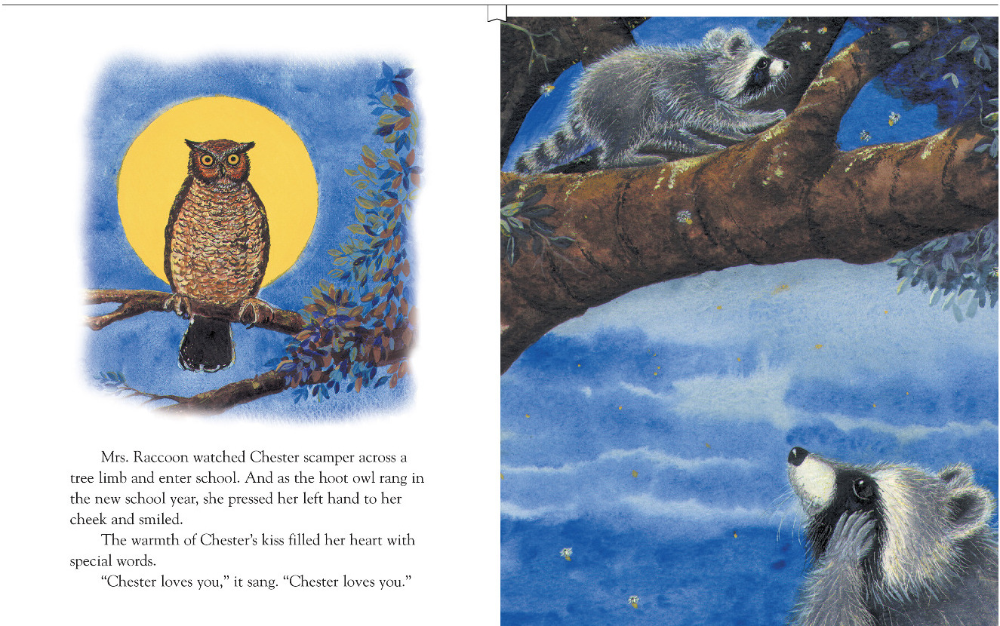 Mrs. Raccoon watched Chester scamper across a
tree limb and enter school. And as the hoot owl rang in
the new school year, she pressed her left hand to her
cheek and smiled.
The warmth of Chester’s kiss filled her heart with
special words.
“Chester loves you,” it sang. “Chester loves you.”